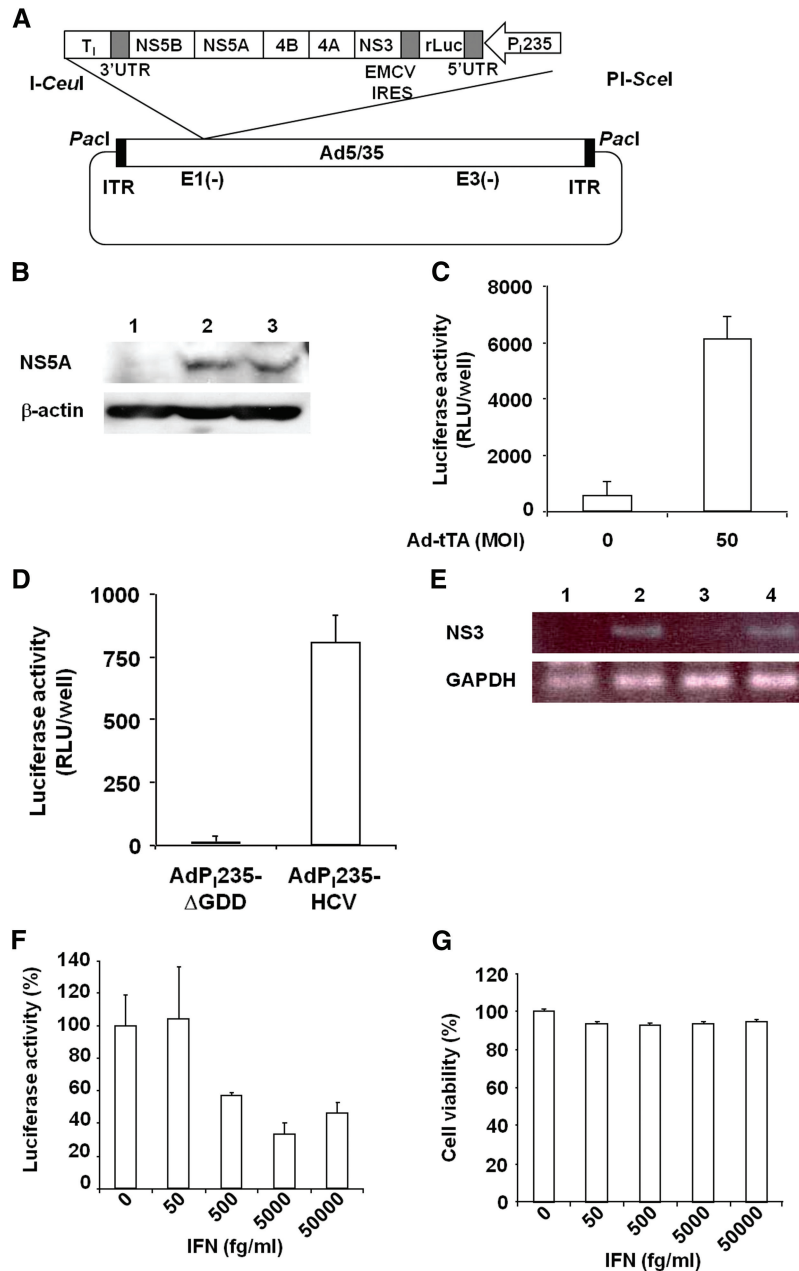 A
T_I NS5B NS5A 4B 4A NS3 rLuc P_I235
3'UTR EMCV IRES 5'UTR
I-CeuI PI-SceI
PacI PacI
Ad5/35
ITR E1(-) E3(-) ITR
B
1 2 3
NS5A
β-actin
C
8000
6000
4000
2000
0
Luciferase activity
(RLU/well)
Ad-tTA (MOI) 0 50
D
1000
750
500
250
0
Luciferase activity
(RLU/well)
AdP_I235- AdP_I235-
ΔGDD HCV
E
1 2 3 4
NS3
GAPDH
F
140
120
100
80
60
40
20
0
Luciferase activity (%)
0 50 500 5000 50000
IFN (fg/ml)
G
120
100
80
60
40
20
0
Cell viability (%)
0 50 500 5000 50000
IFN (fg/ml)